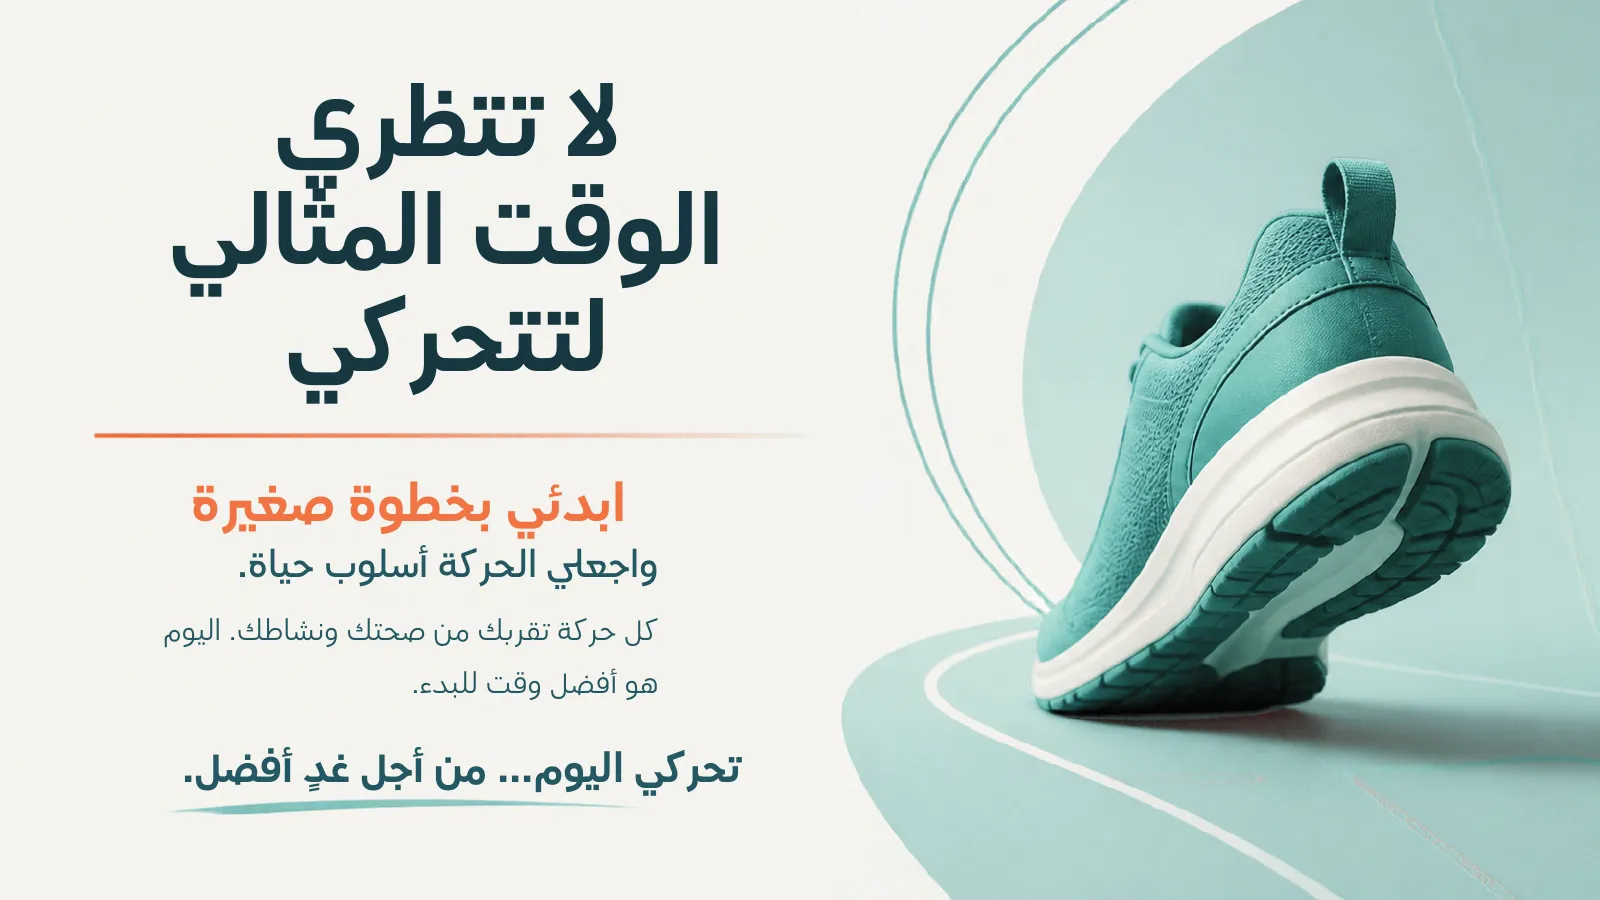 لا تتظري
الوقت المثالي
لتتحركي
ابدئي بخطوة صغيرة
واجعلي الحركة أسلوب حياة.
كل حركة تقربك من صحتك ونشاطك. اليوم
هو أفضل وقت للبدء.
تحركي اليوم... من أجل غدٍ أفضل.